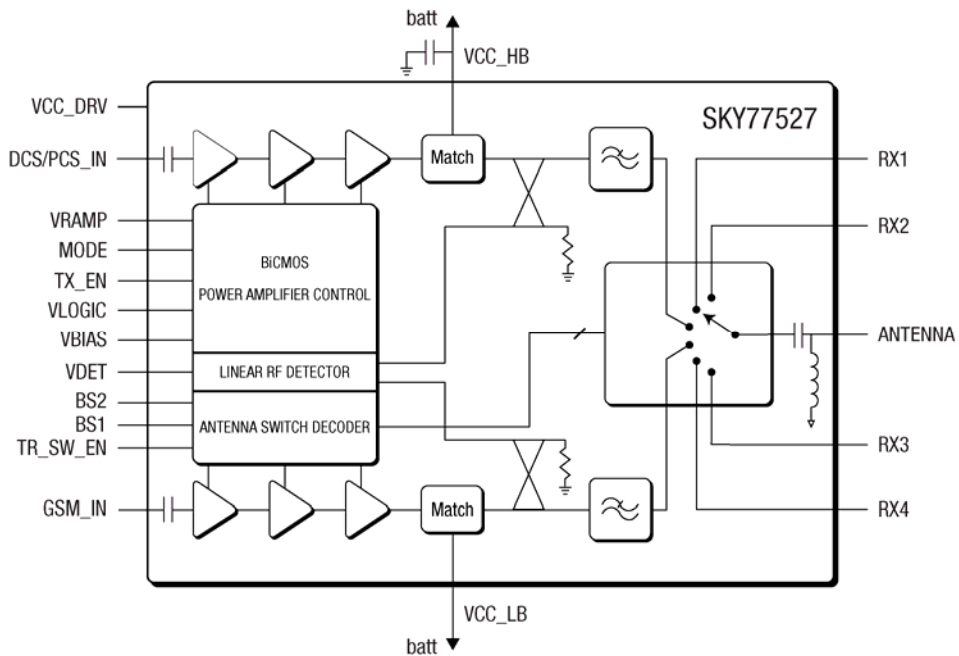 batt
VCC_HB
VCC_DRV
SKY77527
DCS/PCS_IN
Match
RX1
VRAMP
RX2
MODE
BiCMOS
TX_EN
POWER AMPLIFIER CONTROL
VLOGIC
VBIAS
ANTENNA
VDET
LINEAR RF DETECTOR
BS2
BS1
ANTENNA SWITCH DECODER
TR_SW_EN
RX3
GSM_IN
Match
RX4
VCC_LB
batt